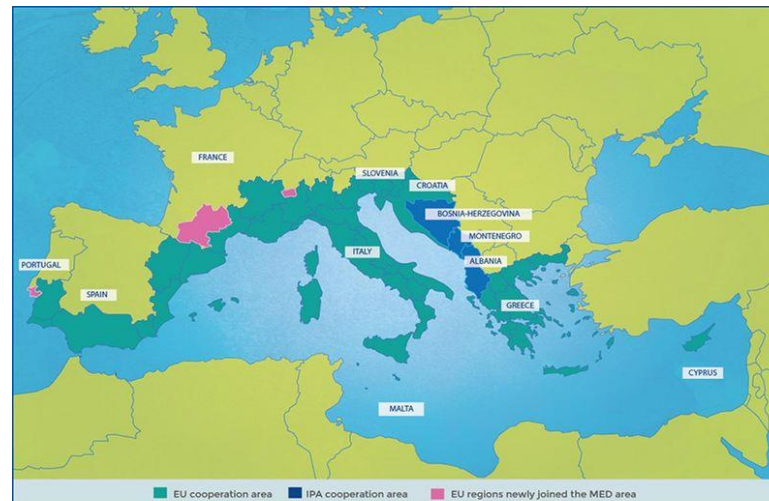 SLOVENIA
FRANCE
CROATIA
BOSNIA-HERZEGOVINA
MONTENEGRO
ITALY
ALBANIA
PORTUGAL
SPAIN
GREECE
CYPRUS
MALTA
EU cooperation area
IPA cooperation area
EU regions newly joined the MED area